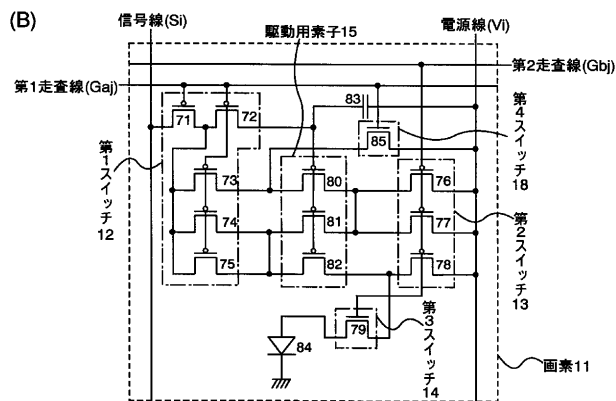 (B)
信号線(Si)
駆動用素子15
電源線(Vi)
第1走査線(Gaj)
第2走査線(Gbj)
71
72
83
85
第4スイッチ18
第1スイッチ12
73
80
76
74
81
77
第2スイッチ13
75
82
78
79
第3スイッチ14
84
画素11